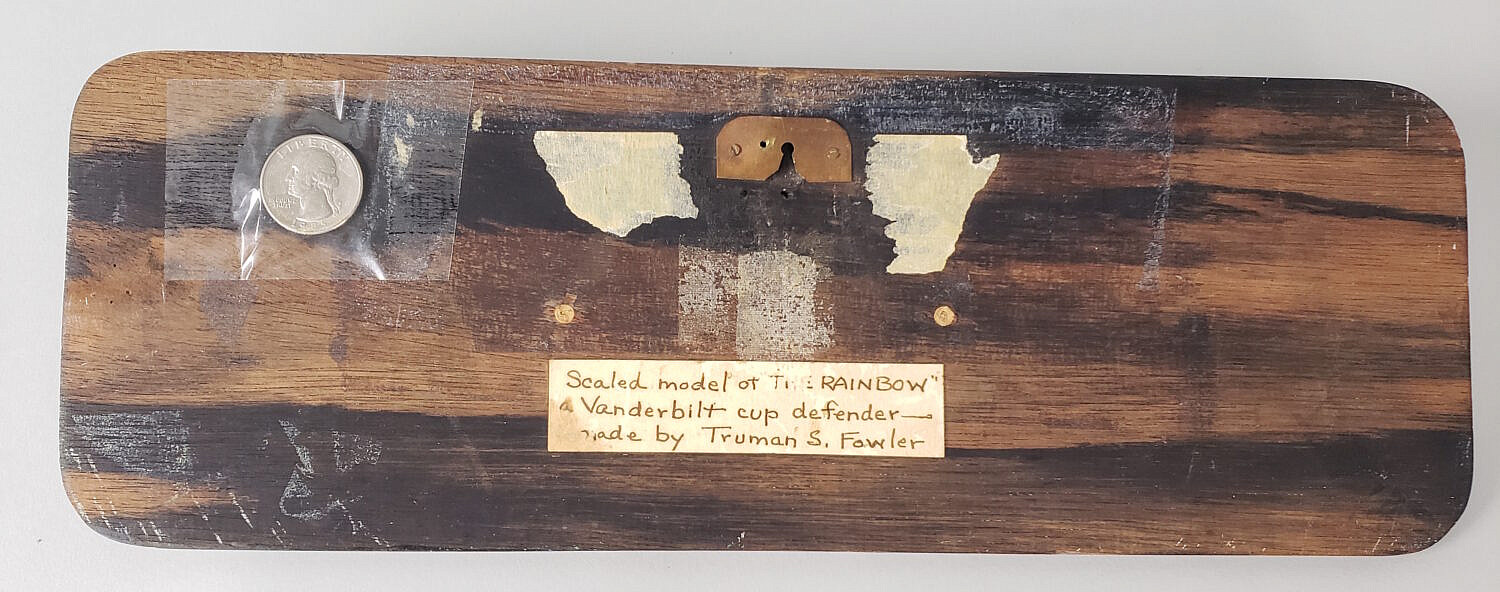 LIBERTY
Scaled model of THE RAINBOW"
a Vanderbilt cup defender—
made by Truman S. Fowler